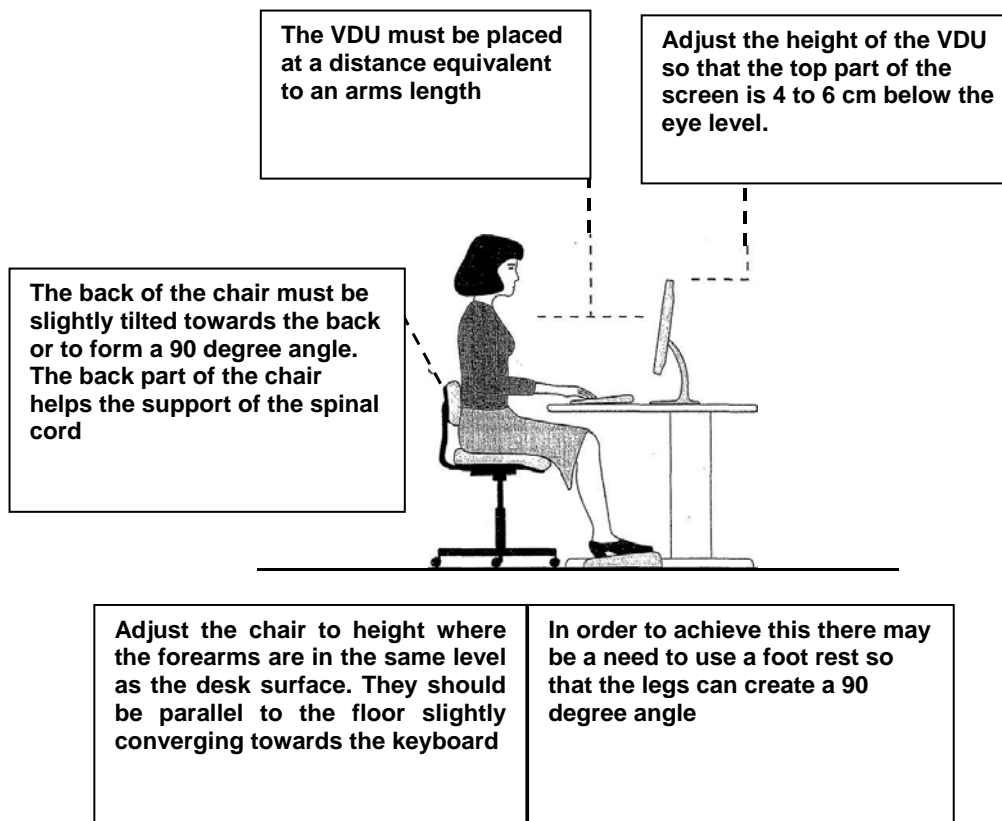 The VDU must be placed
at a distance equivalent
to an arms length
Adjust the height of the VDU
so that the top part of the
screen is 4 to 6 cm below the
eye level.
The back of the chair must be
slightly tilted towards the back
or to form a 90 degree angle.
The back part of the chair
helps the support of the spinal
cord
Adjust the chair to height where
the forearms are in the same level
as the desk surface. They should
be parallel to the floor slightly
converging towards the keyboard
In order to achieve this there may
be a need to use a foot rest so
that the legs can create a 90
degree angle